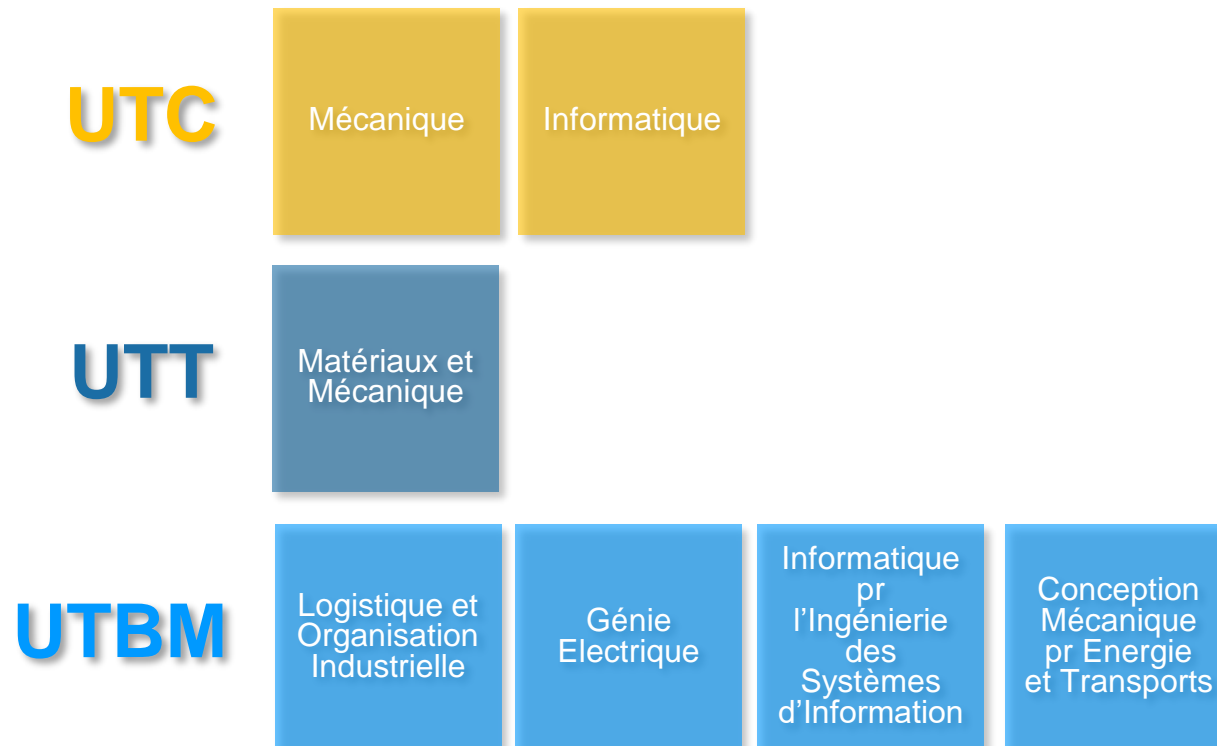 UTC
Mécanique
Informatique
UTT
Matériaux et
Mécanique
UTBM
Logistique et
Organisation
Industrielle
Génie
Electrique
Informatique
pr
l’Ingénierie
des
Systèmes
d’Information
Conception
Mécanique
pr Energie
et Transports